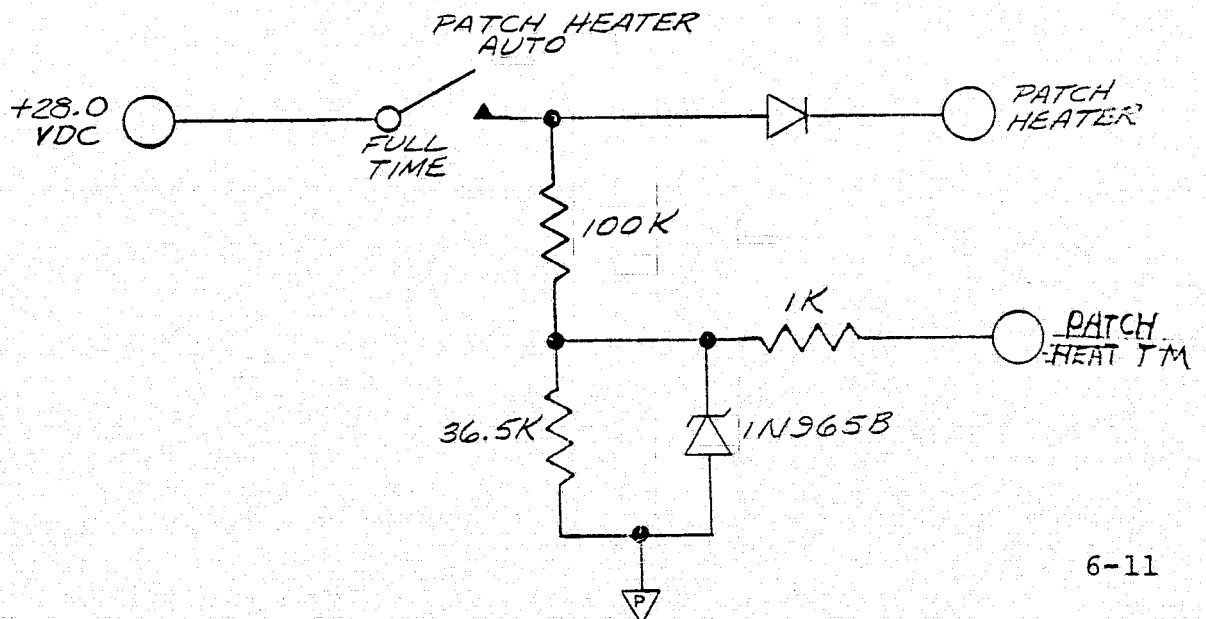 PATCH HEATER
AUTO
+28.0
VDC
FULL
TIME
PATCH
HEATER
100K
1K
PATCH
HEAT TM
36.5K
1N965B
6-11
P